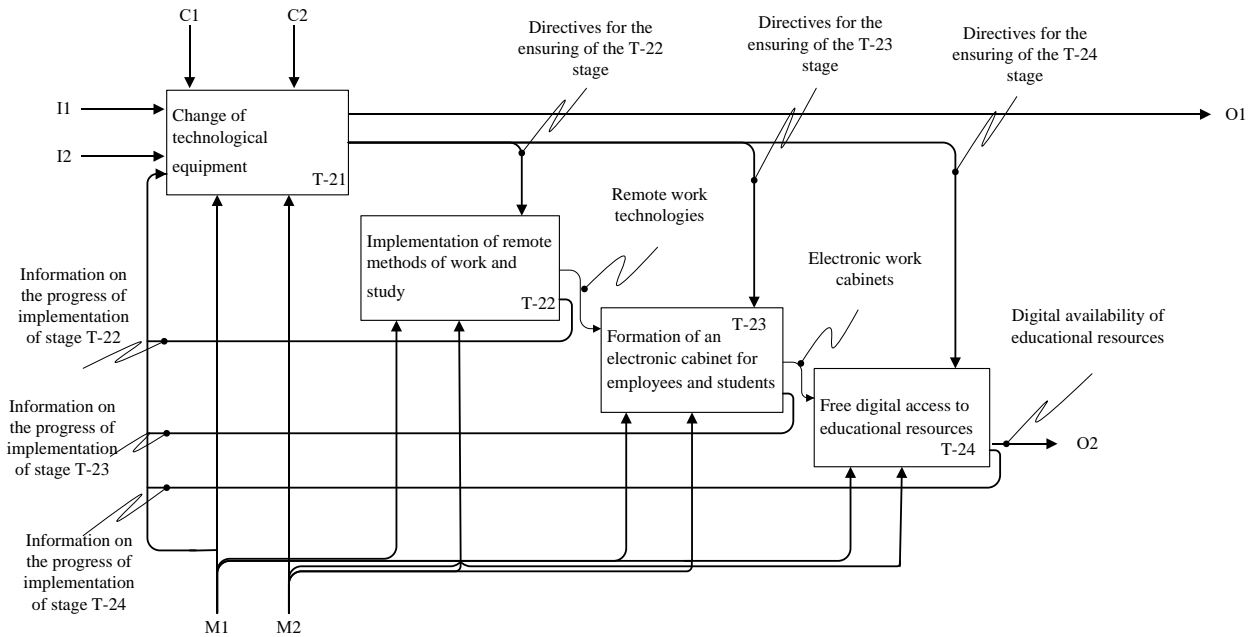 C1
C2
Directives for the
ensuring of the T-22
stage
Directives for the
ensuring of the T-23
stage
Directives for the
ensuring of the T-24
stage
I1
I2
Change of
technological
equipment
T-21
O1
Remote work
technologies
Implementation of remote
methods of work and
study
T-22
Electronic work
cabinets
Information on
the progress of
implementation
of stage T-22
T-23
Formation of an
electronic cabinet for
employees and students
Digital availability of
educational resources
Free digital access to
educational resources
T-24
O2
Information on
the progress of
implementation
of stage T-23
Information on
the progress of
implementation
of stage T-24
M1
M2